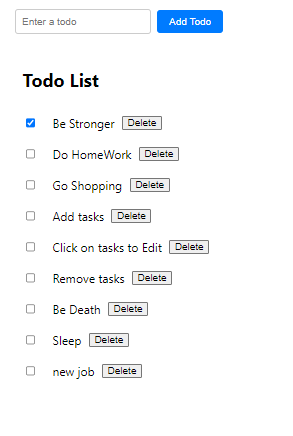 Enter a todo Add Todo
Todo List
Be Stronger Delete
Do HomeWork Delete
Go Shopping Delete
Add tasks Delete
Click on tasks to Edit Delete
Remove tasks Delete
Be Death Delete
Sleep Delete
new job Delete